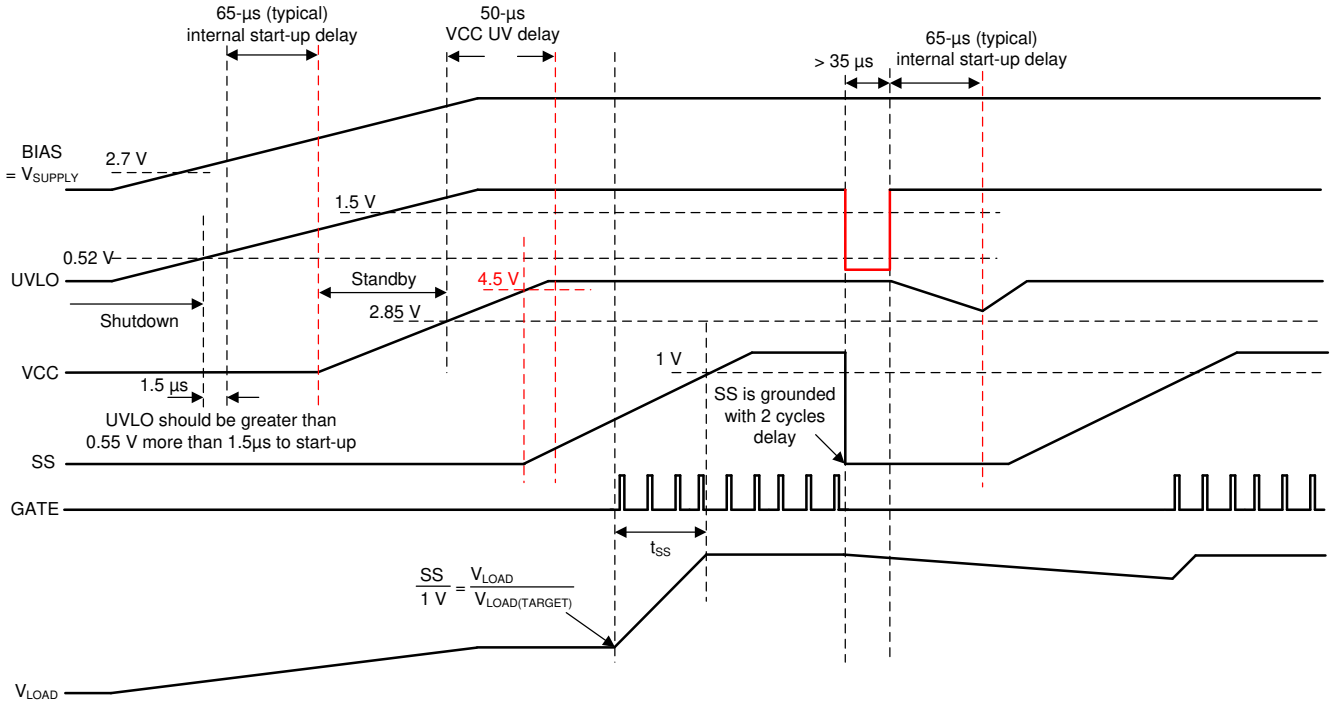 65-µs (typical)
internal start-up delay
50-µs
VCC UV delay
65-µs (typical)
internal start-up delay
> 35 µs
BIAS
= VSUPPLY
2.7 V
1.5 V
0.52 V
UVLO
Standby
4.5 V
Shutdown
2.85 V
VCC
1 V
1.5 µs
UVLO should be greater than
0.55 V more than 1.5µs to start-up
SS is grounded
with 2 cycles
delay
SS
GATE
tSS
SS/1 V = VLOAD/VLOAD(TARGET)
VLOAD